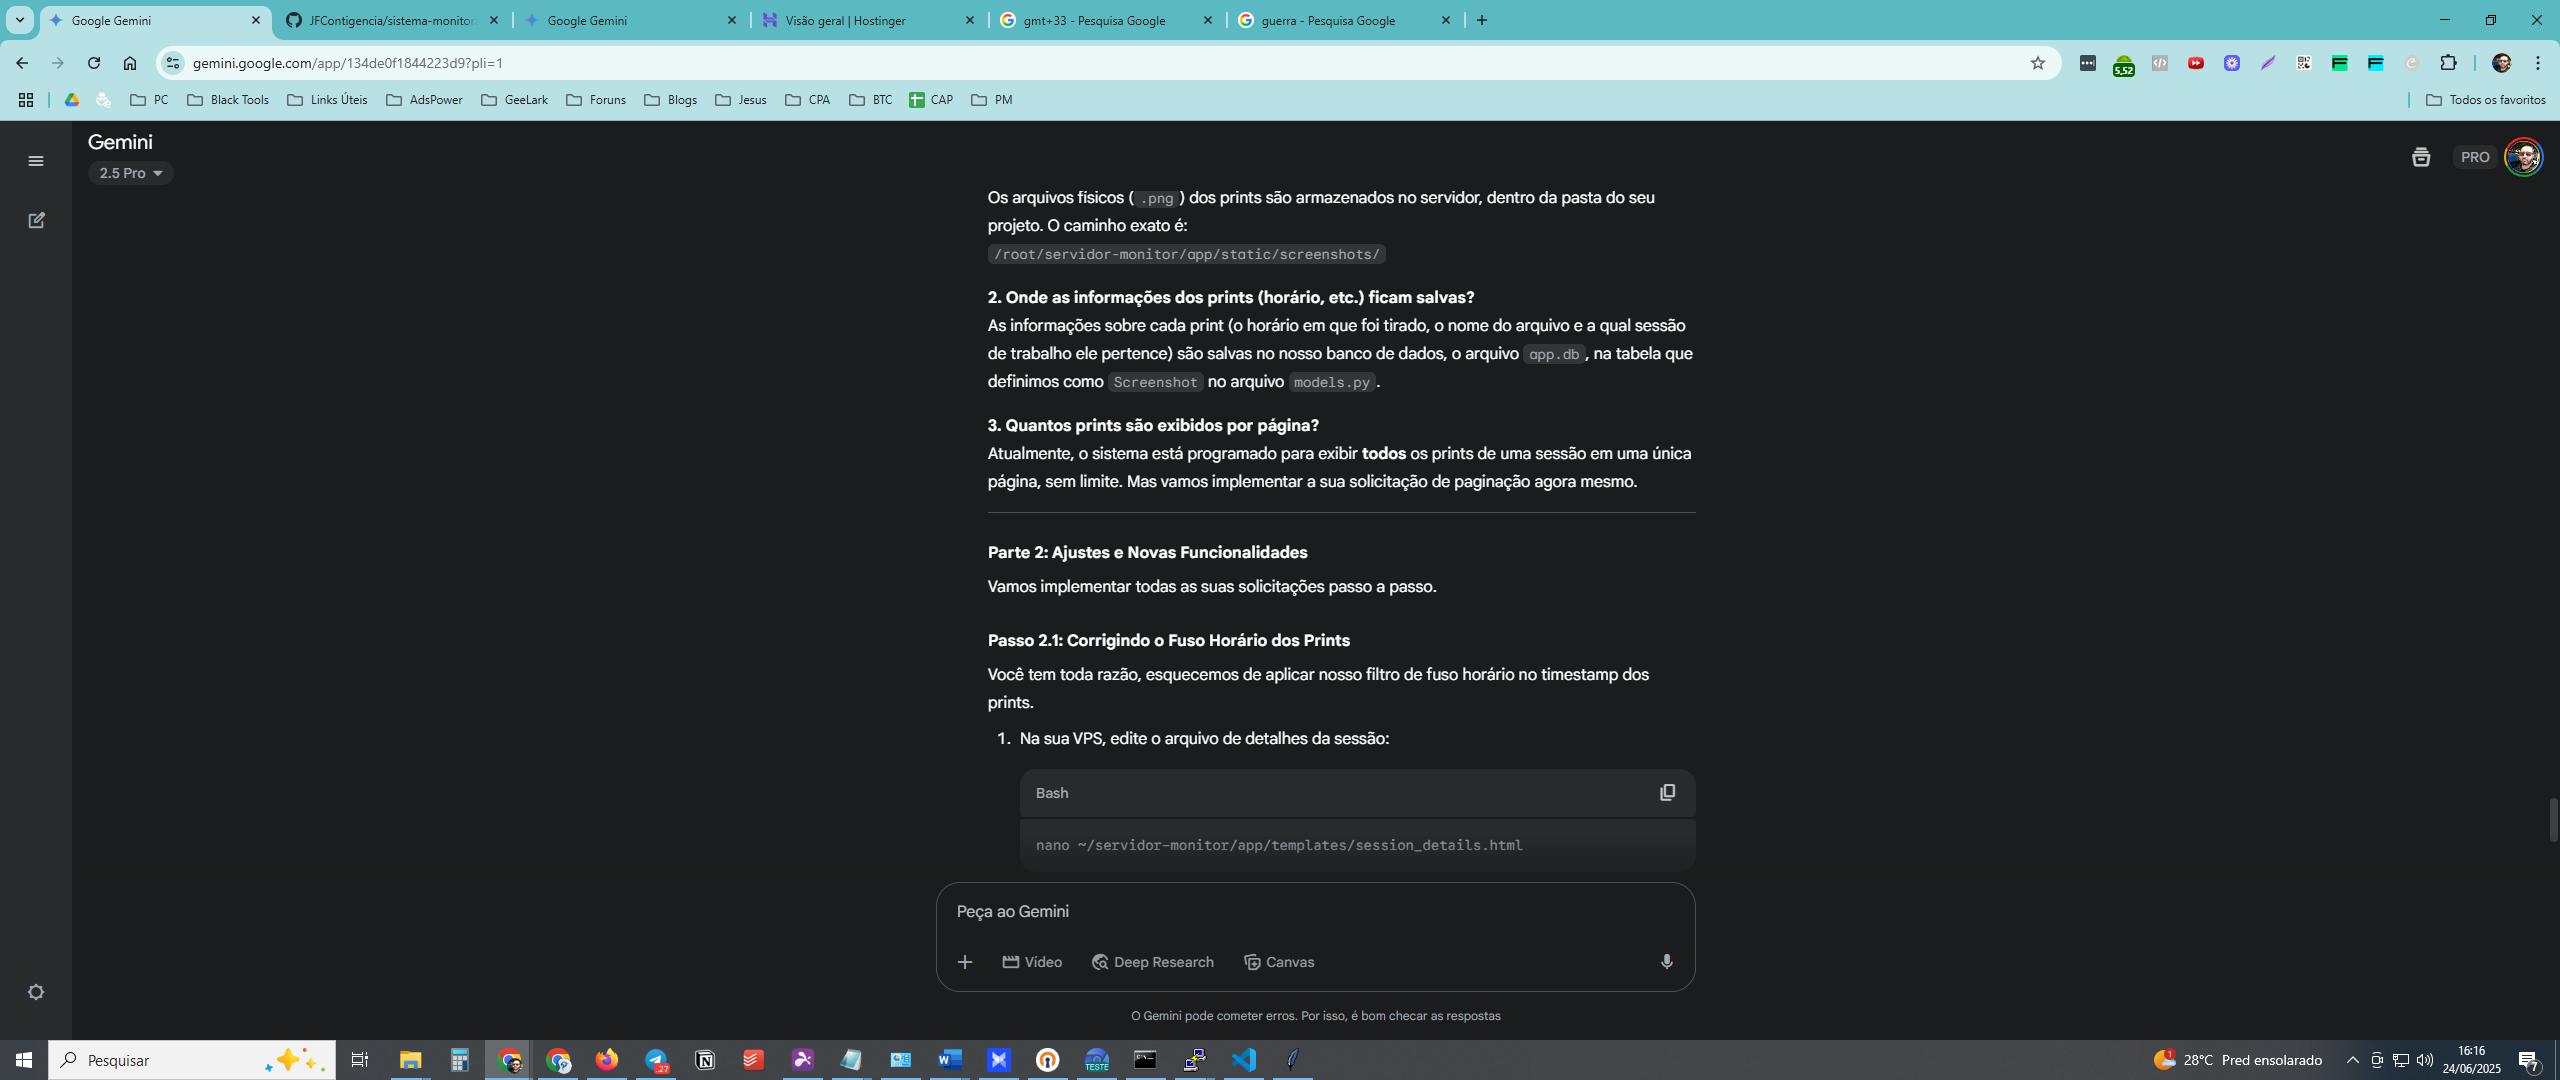 Google Gemini
JFContigencia/sistema-monitor
Google Gemini
Visão geral | Hostinger
gmt+33 - Pesquisa Google
guerra - Pesquisa Google
gemini.google.com/app/134de0f1844223d9?pli=1
5,52
PC
Black Tools
Links Úteis
AdsPower
GeeLark
Foruns
Blogs
Jesus
CPA
BTC
CAP
PM
Todos os favoritos
Gemini
2.5 Pro
PRO
Os arquivos físicos ( .png ) dos prints são armazenados no servidor, dentro da pasta do seu
projeto. O caminho exato é:
/root/servidor-monitor/app/static/screenshots/
2. Onde as informações dos prints (horário, etc.) ficam salvas?
As informações sobre cada print (o horário em que foi tirado, o nome do arquivo e a qual sessão
de trabalho ele pertence) são salvas no nosso banco de dados, o arquivo app.db, na tabela que
definimos como Screenshot no arquivo models.py.
3. Quantos prints são exibidos por página?
Atualmente, o sistema está programado para exibir todos os prints de uma sessão em uma única
página, sem limite. Mas vamos implementar a sua solicitação de paginação agora mesmo.
Parte 2: Ajustes e Novas Funcionalidades
Vamos implementar todas as suas solicitações passo a passo.
Passo 2.1: Corrigindo o Fuso Horário dos Prints
Você tem toda razão, esquecemos de aplicar nosso filtro de fuso horário no timestamp dos
prints.
1. Na sua VPS, edite o arquivo de detalhes da sessão:
Bash
nano ~/servidor-monitor/app/templates/session_details.html
Peça ao Gemini
Vídeo
Deep Research
Canvas
O Gemini pode cometer erros. Por isso, é bom checar as respostas
Pesquisar
27
TESTE
1
28°C Pred ensolarado
16:16
24/06/2025
7